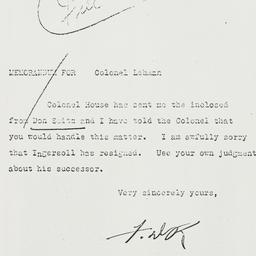 File
MEMORANDUM FOR Colonel Lehman
Colonel House has sent me the inclosed
from Don Seitz and I have told the Colonel that
you would handle this matter. I am awfully sorry
that Ingersoll has resigned. Use your own judgment
about his successor.
Very sincerely yours,